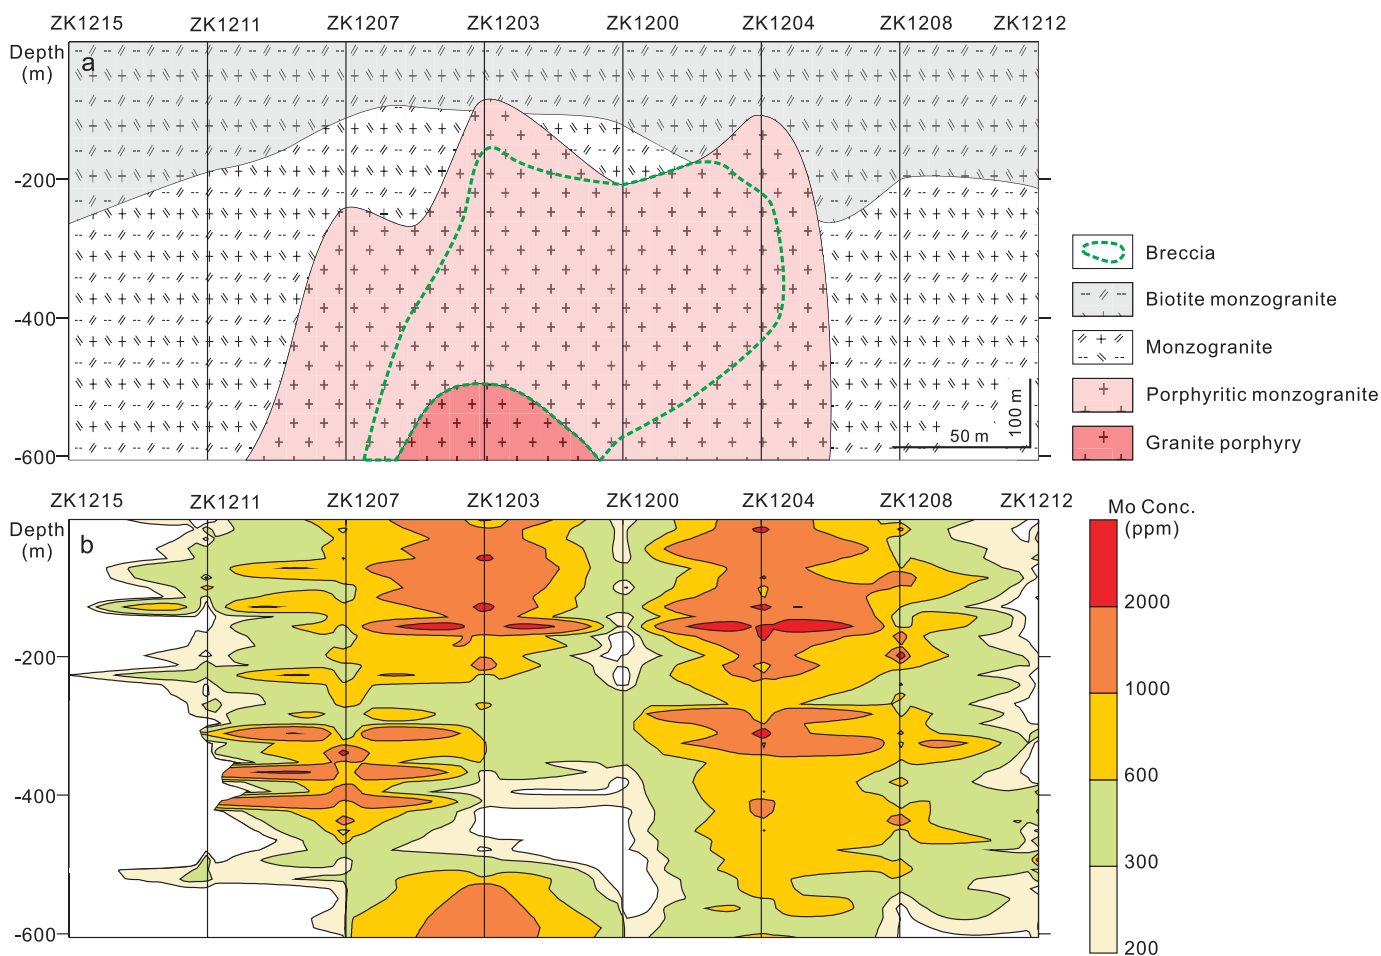 ZK1215 ZK1211 ZK1207 ZK1203 ZK1200 ZK1204 ZK1208 ZK1212
Depth
(m)
a
-200
-400
-600
50 m
100 m
Breccia
Biotite monzogranite
Monzogranite
Porphyritic monzogranite
Granite porphyry
ZK1215 ZK1211 ZK1207 ZK1203 ZK1200 ZK1204 ZK1208 ZK1212
Depth
(m)
b
-200
-400
-600
Mo Conc.
(ppm)
2000
1000
600
300
200